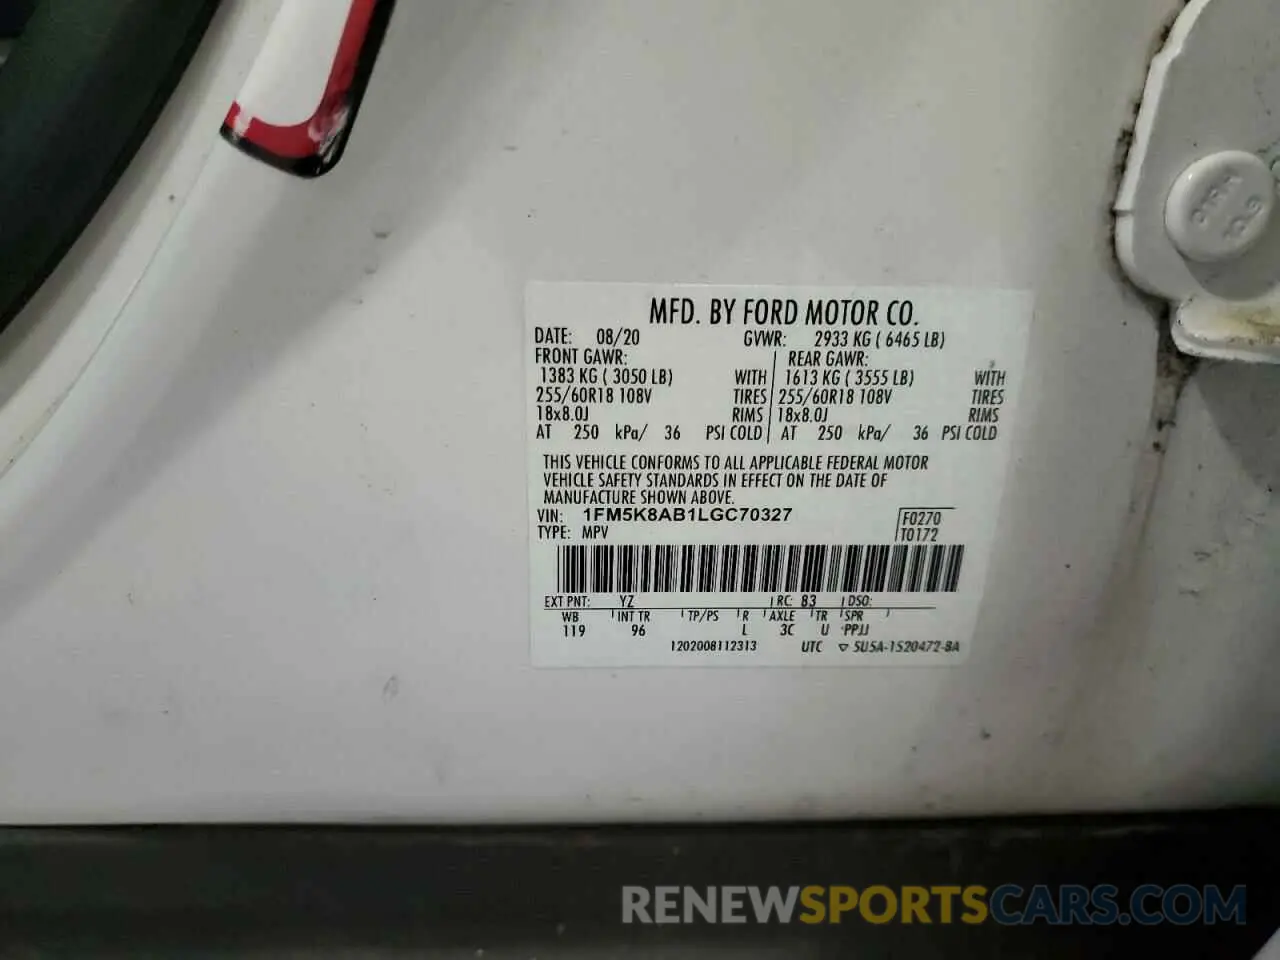 MFD. BY FORD MOTOR CO.
DATE: 08/20 GVWR: 2933 KG ( 6465 LB)
FRONT GAWR: REAR GAWR:
1383 KG ( 3050 LB) WITH 1613 KG ( 3555 LB) WITH
255/60R18 108V TIRES 255/60R18 108V TIRES
18x8.0J RIMS 18x8.0J RIMS
AT 250 kPa/ 36 PSI COLD AT 250 kPa/ 36 PSI COLD
THIS VEHICLE CONFORMS TO ALL APPLICABLE FEDERAL MOTOR
VEHICLE SAFETY STANDARDS IN EFFECT ON THE DATE OF
MANUFACTURE SHOWN ABOVE.
VIN: 1FM5K8AB1LGC70327 F0270
TYPE: MPV T0172
EXT PNT: YZ RC: 83 DSO:
WB INT TR TP/PS R AXLE TR SPR
119 96 L 3C U PPJJ
1202008112313 UTC ▽ 5U5A-1520472-BA
RENEWSPORTSCARS.COM